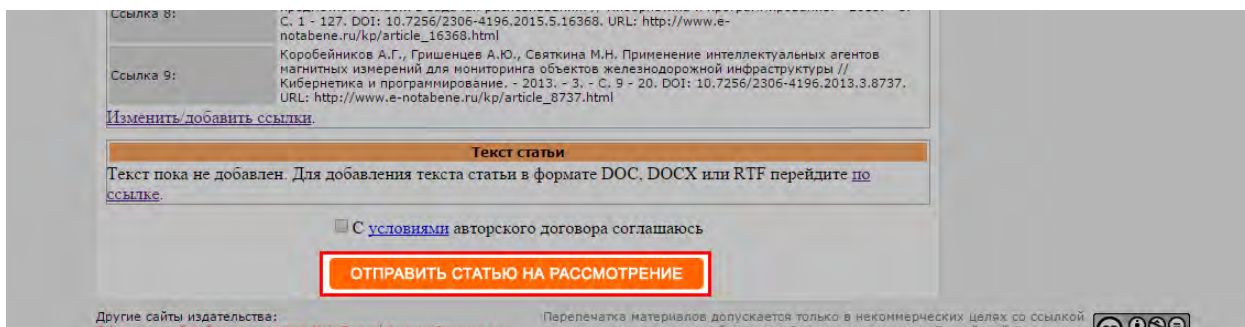 Ссылка 8:
С. 1 - 127. DOI: 10.7256/2306-4196.2015.5.16368. URL: http://www.e-
notabene.ru/kp/article_16368.html
Ссылка 9:
Коробейников А.Г., Гришенцев А.Ю., Святкина М.Н. Применение интеллектуальных агентов
магнитных измерений для мониторинга объектов железнодорожной инфраструктуры //
Кибернетика и программирование. - 2013. - 3. - С. 9 - 20. DOI: 10.7256/2306-4196.2013.3.8737.
URL: http://www.e-notabene.ru/kp/article_8737.html
Изменить/добавить ссылки.
Текст статьи
Текст пока не добавлен. Для добавления текста статьи в формате DOC, DOCX или RTF перейдите по
ссылке.
С условиями авторского договора соглашаюсь
ОТПРАВИТЬ СТАТЬЮ НА РАССМОТРЕНИЕ
Другие сайты издательства:
Перепечатка материалов допускается только в некоммерческих целях со ссылкой